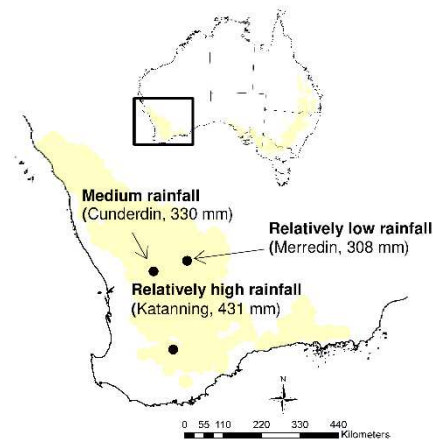 Medium rainfall
(Cunderdin, 330 mm)
Relatively low rainfall
(Merredin, 308 mm)
Relatively high rainfall
(Katanning, 431 mm)
N
0 55 110 220 330 440
Kilometers